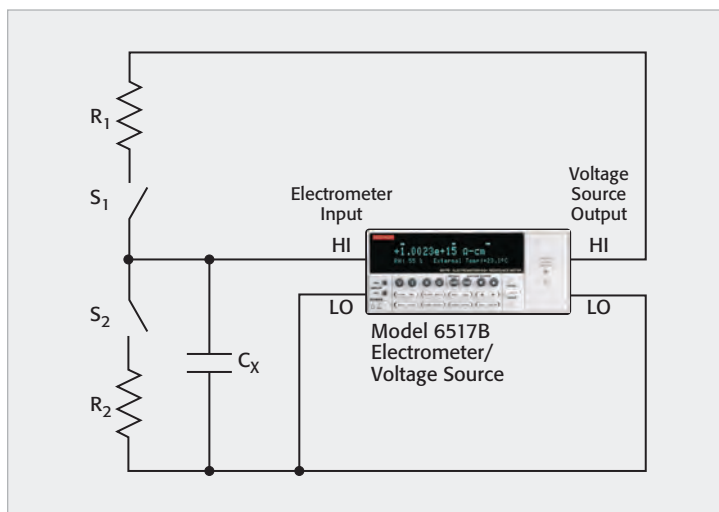 R1
S1
S2
R2
CX
Electrometer
Input
HI
LO
Voltage
Source
Output
HI
LO
Model 6517B
Electrometer/
Voltage Source